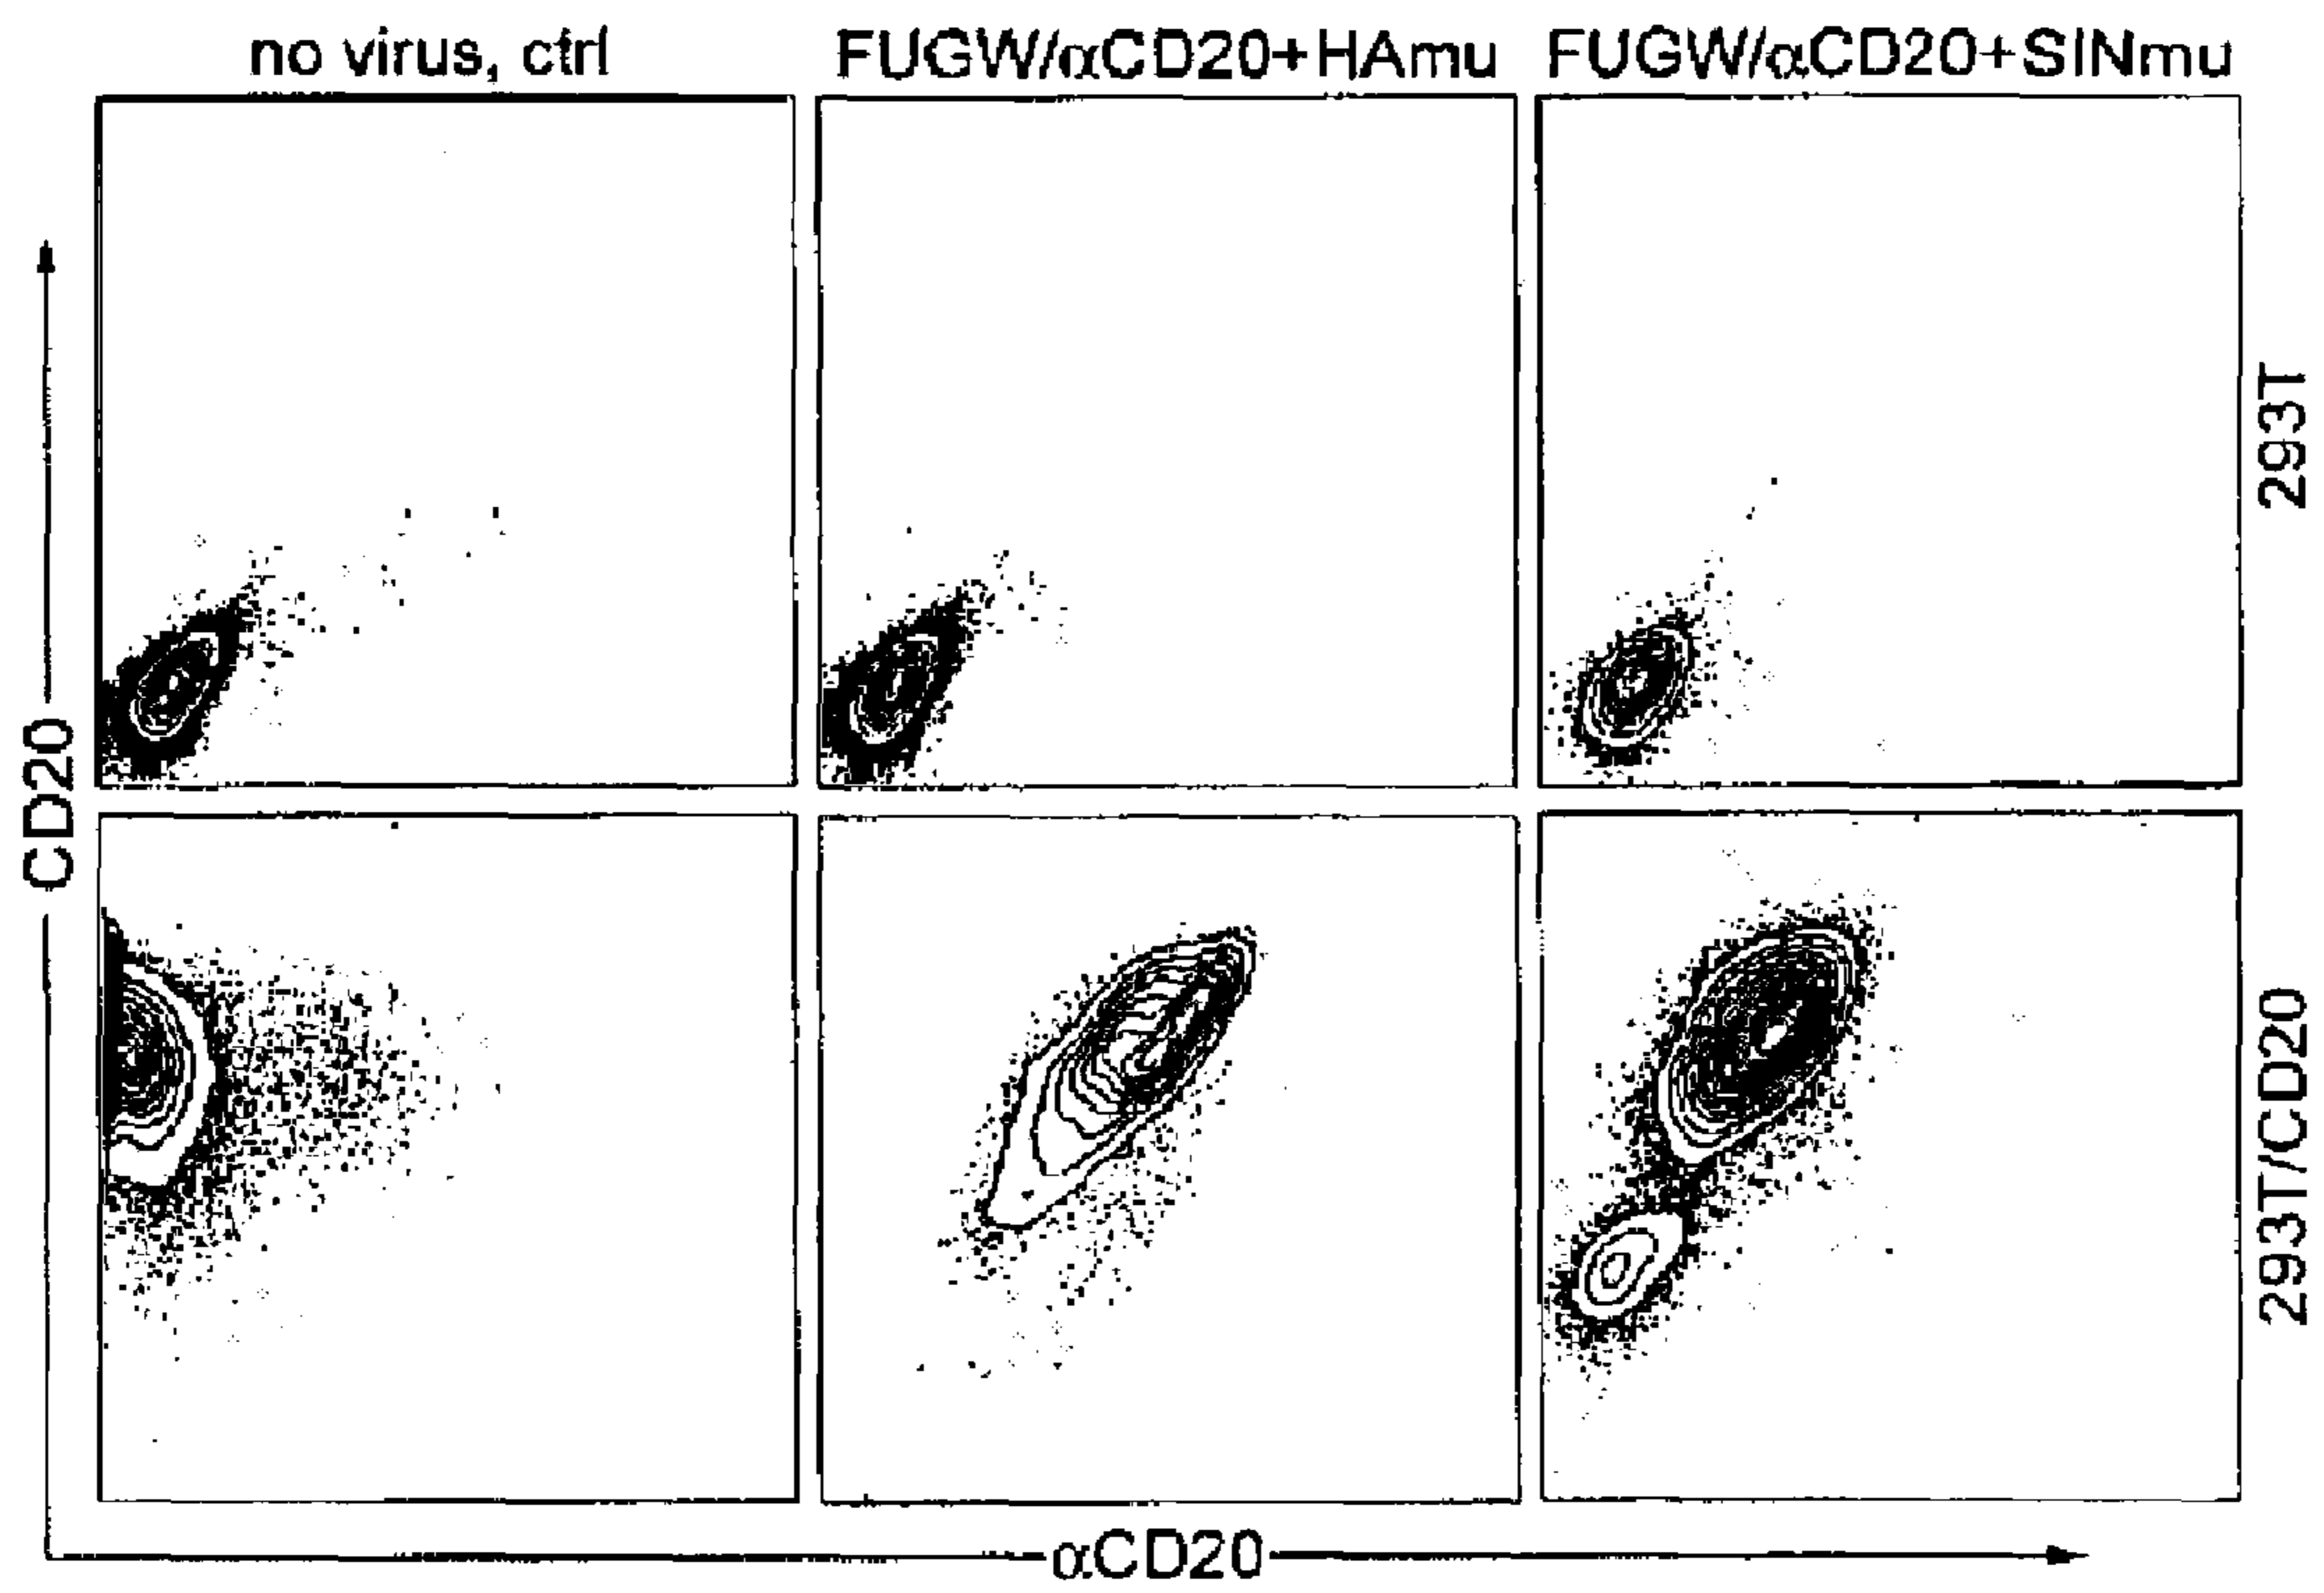 no virus, ctrl
FUGW/αCD20+HAmu
FUGW/αCD20+SINmu
293T
CD20
293T/CD20
αCD20